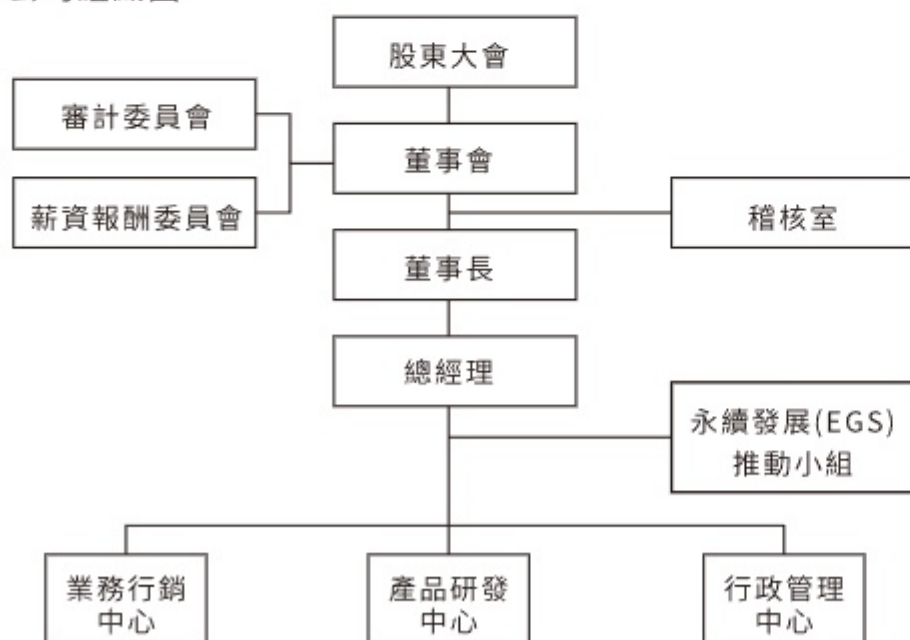 股東大會
審計委員會
董事會
薪資報酬委員會
稽核室
董事長
總經理
永續發展(EGS)
推動小組
業務行銷
中心
產品研發
中心
行政管理
中心